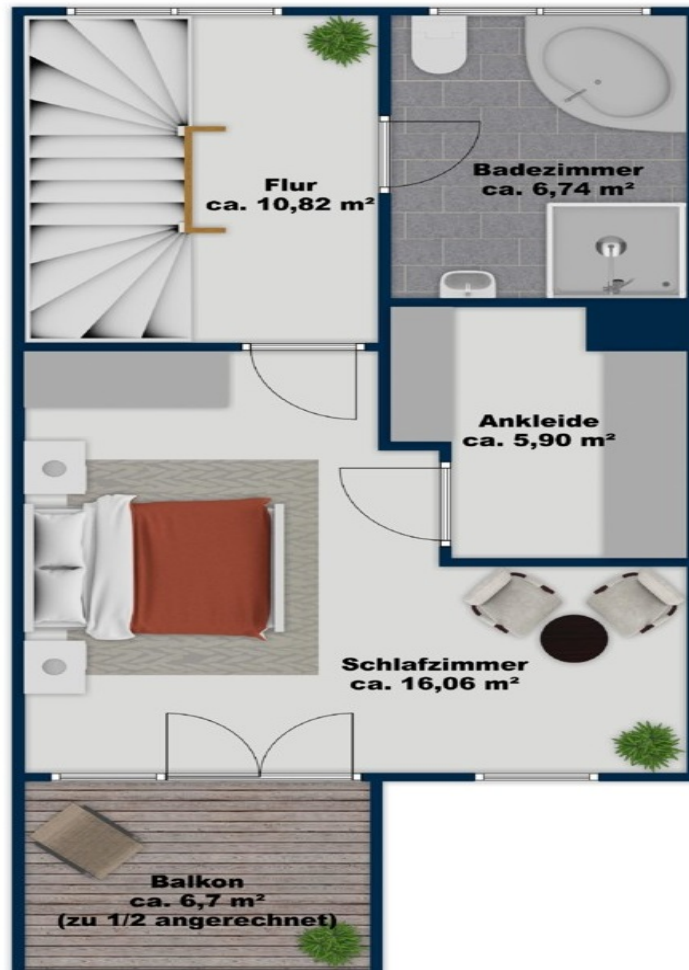 Flur
ca. 10,82 m²
Badezimmer
ca. 6,74 m²
Ankleide
ca. 5,90 m²
Schlafzimmer
ca. 16,06 m²
Balkon
ca. 6,7 m²
(zu 1/2 angerechnet)